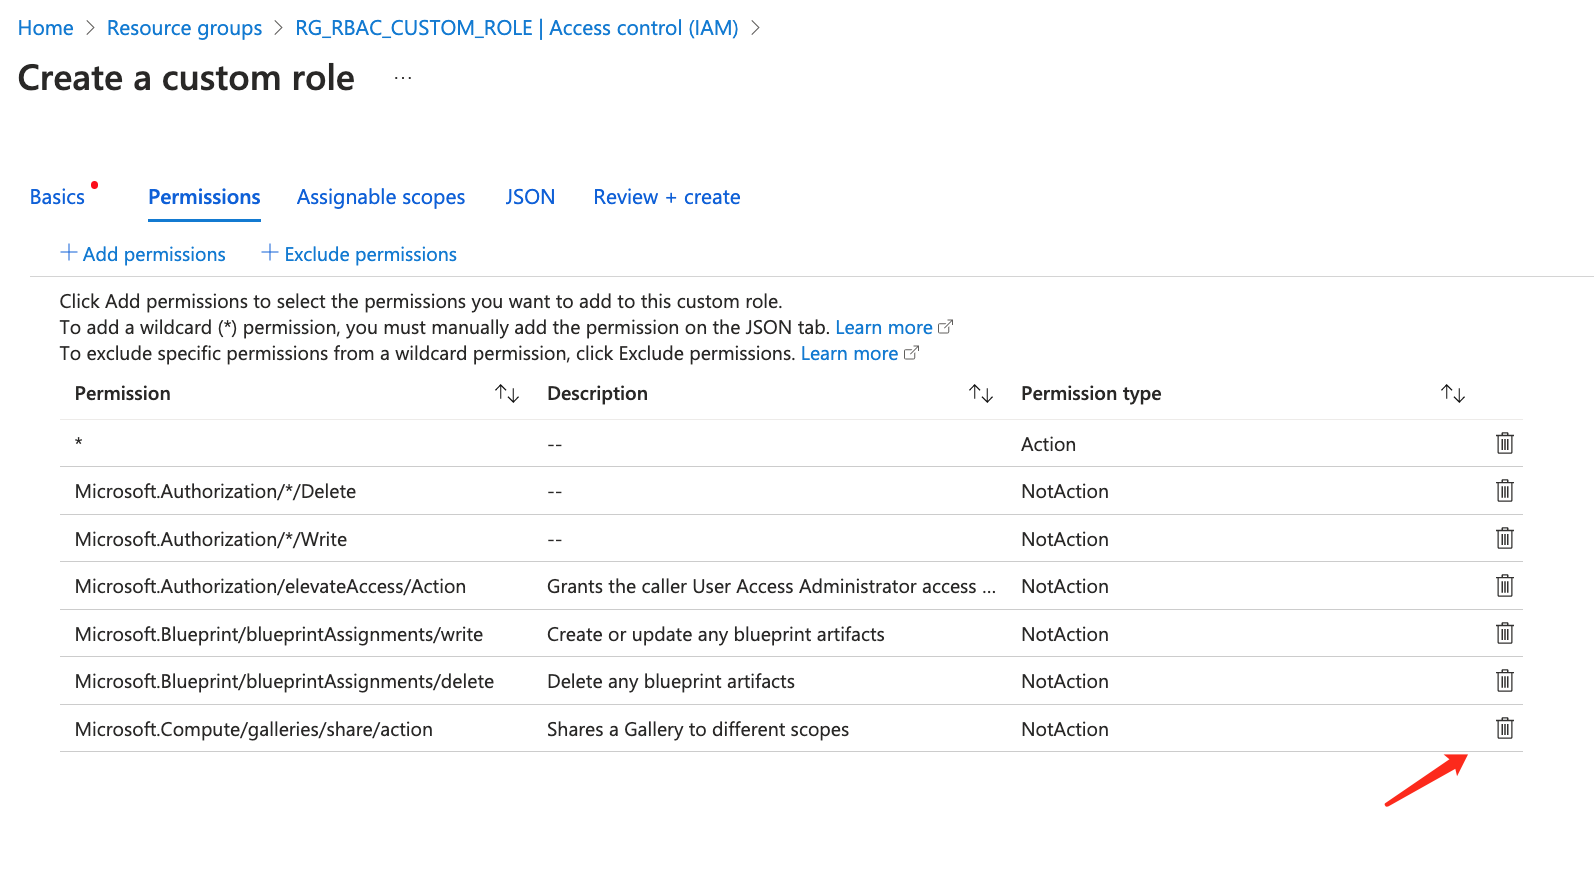 Home > Resource groups > RG_RBAC_CUSTOM_ROLE | Access control (IAM) >
Create a custom role ...
Basics Permissions Assignable scopes JSON Review + create
+ Add permissions + Exclude permissions
Click Add permissions to select the permissions you want to add to this custom role.
To add a wildcard (*) permission, you must manually add the permission on the JSON tab. Learn more
To exclude specific permissions from a wildcard permission, click Exclude permissions. Learn more
Permission ↑↓ Description ↑↓ Permission type ↑↓
* -- Action
Microsoft.Authorization/*/Delete -- NotAction
Microsoft.Authorization/*/Write -- NotAction
Microsoft.Authorization/elevateAccess/Action Grants the caller User Access Administrator access ... NotAction
Microsoft.Blueprint/blueprintAssignments/write Create or update any blueprint artifacts NotAction
Microsoft.Blueprint/blueprintAssignments/delete Delete any blueprint artifacts NotAction
Microsoft.Compute/galleries/share/action Shares a Gallery to different scopes NotAction